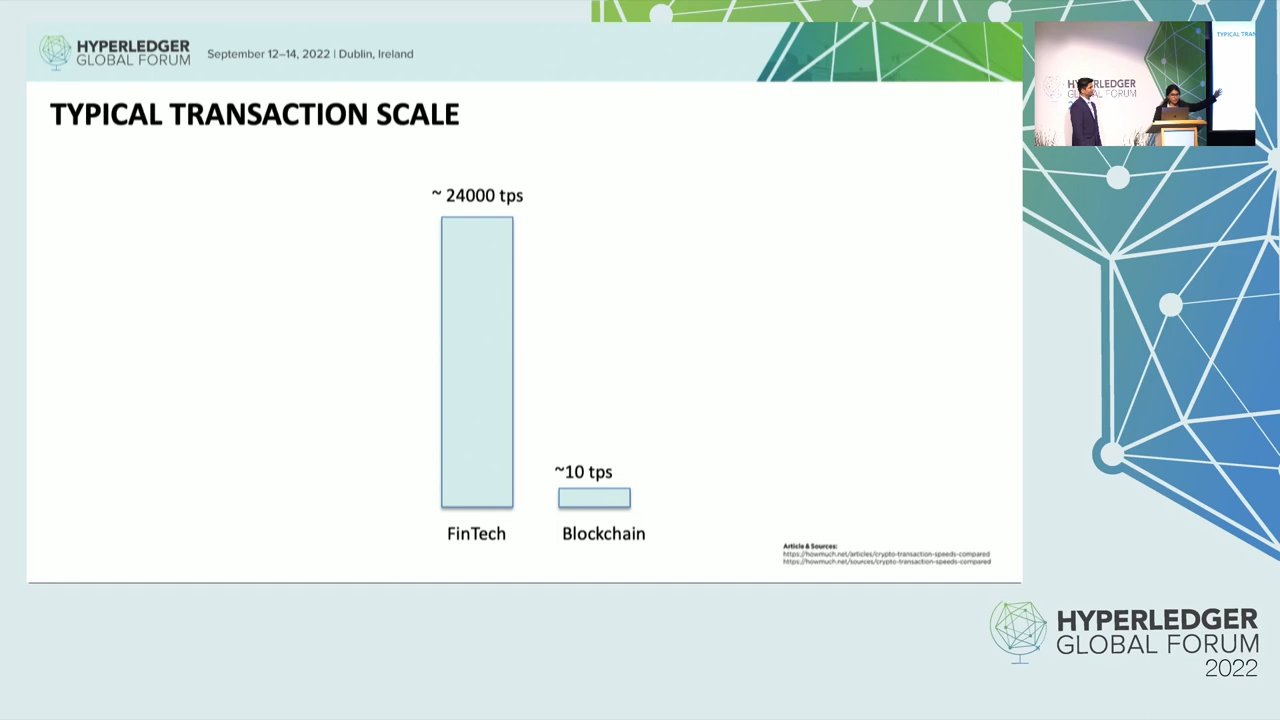 HYPERLEDGER
GLOBAL FORUM
September 12–14, 2022 | Dublin, Ireland
TYPICAL TRANSACTION SCALE
~ 24000 tps
~10 tps
FinTech
Blockchain
Article & Sources:
https://howmuch.net/articles/crypto-transaction-speeds-compared
https://howmuch.net/sources/crypto-transaction-speeds-compared
TYPICAL TRAN
HYPERLEDGER
GLOBAL FORUM
HYPERLEDGER
GLOBAL FORUM
2022